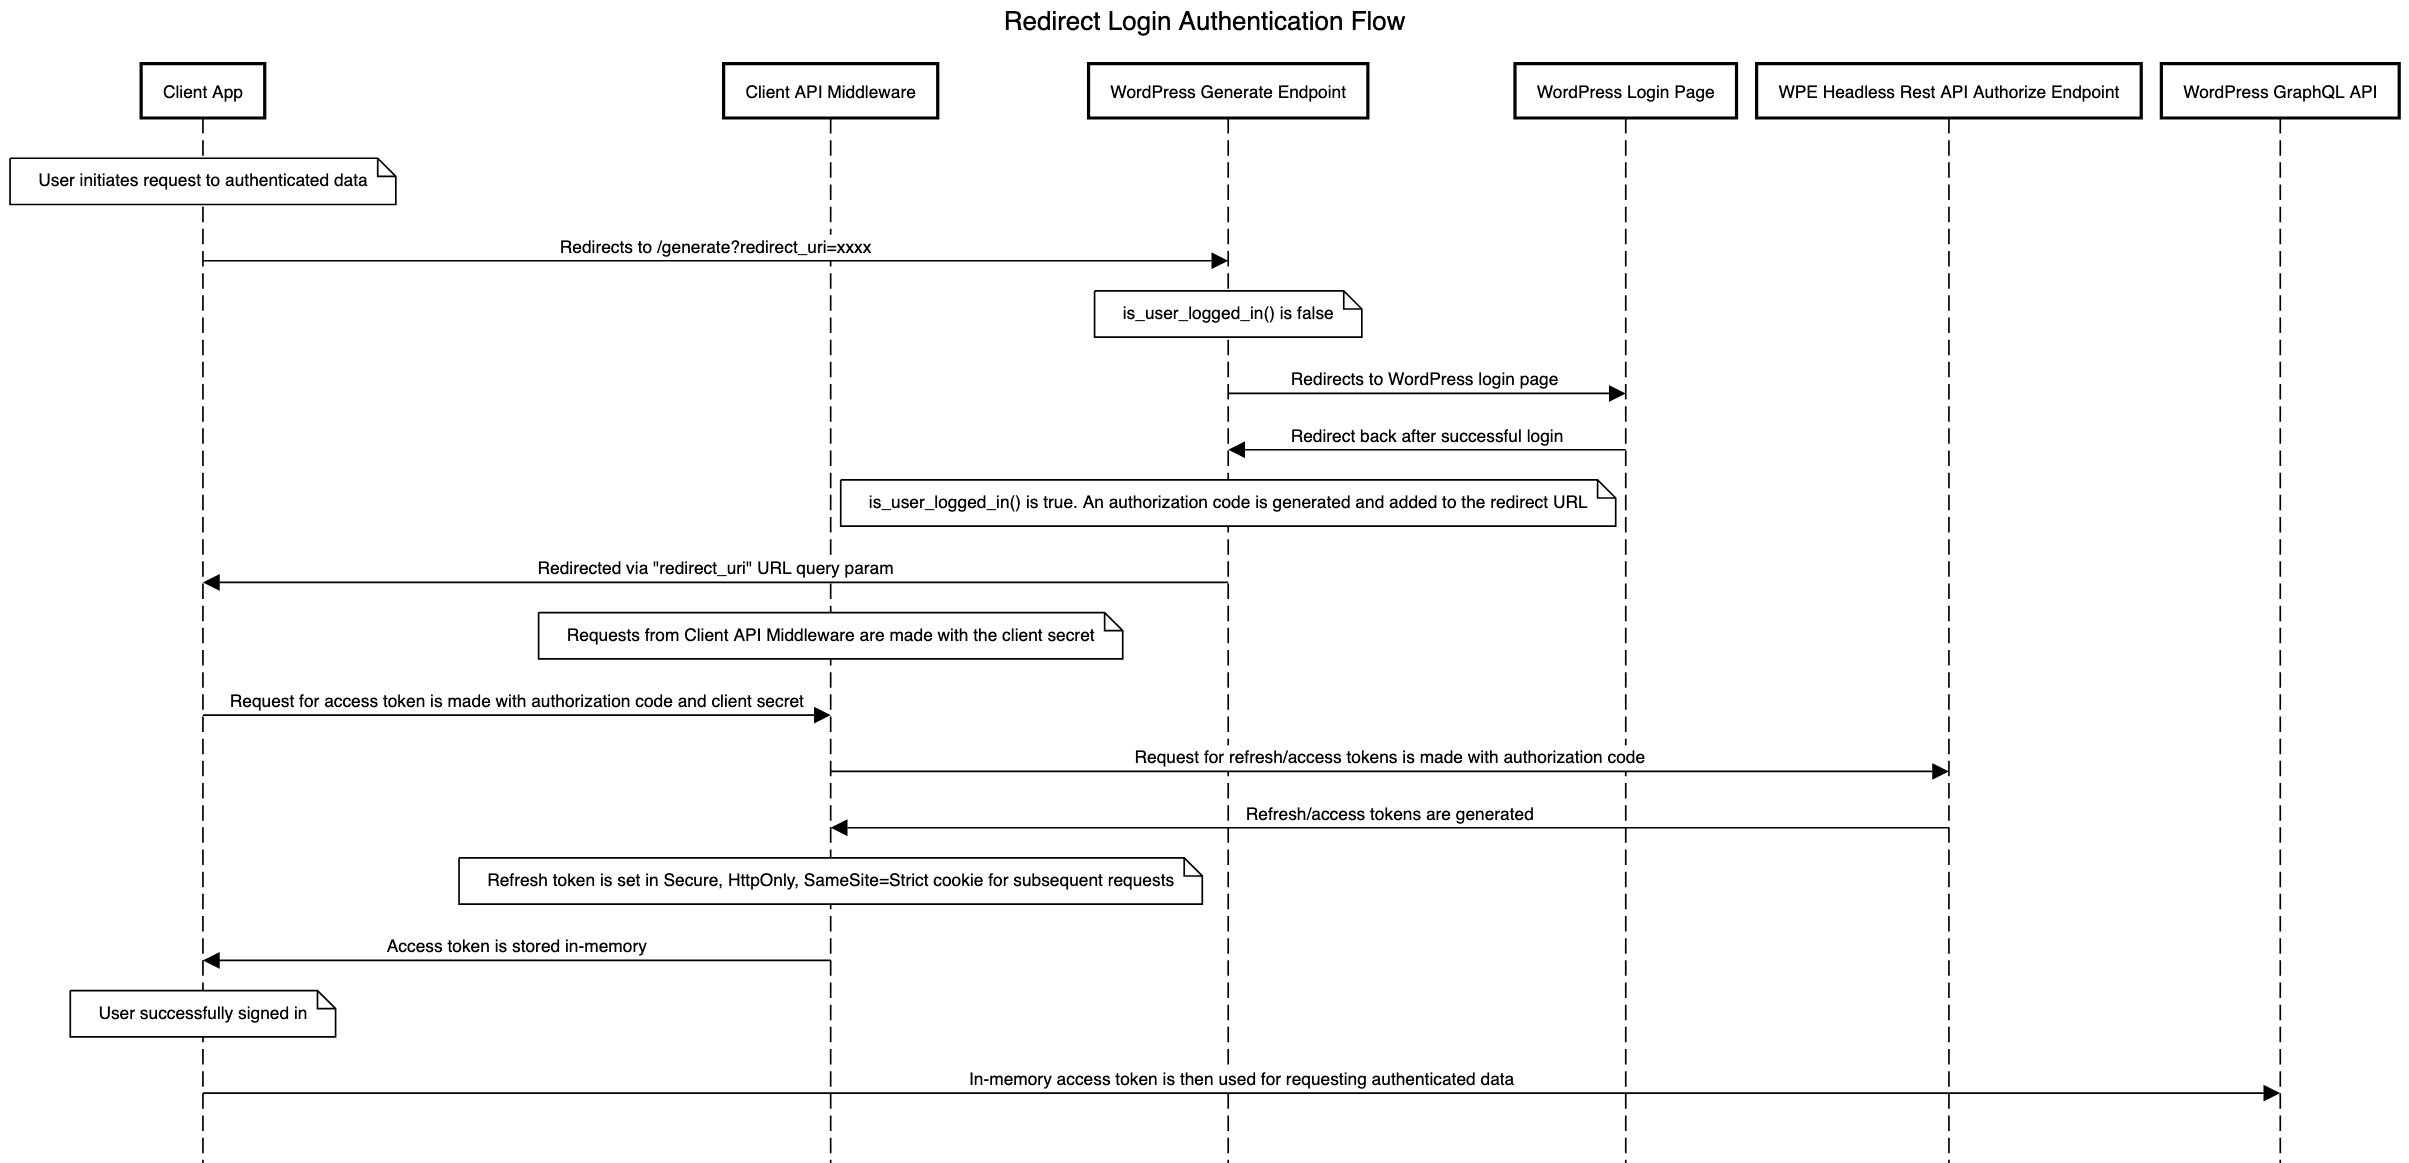 Redirect Login Authentication Flow
Client App
Client API Middleware
WordPress Generate Endpoint
WordPress Login Page
WPE Headless Rest API Authorize Endpoint
WordPress GraphQL API
User initiates request to authenticated data
Redirects to /generate?redirect_uri=xxxx
is_user_logged_in() is false
Redirects to WordPress login page
Redirect back after successful login
is_user_logged_in() is true. An authorization code is generated and added to the redirect URL
Redirected via "redirect_uri" URL query param
Requests from Client API Middleware are made with the client secret
Request for access token is made with authorization code and client secret
Request for refresh/access tokens is made with authorization code
Refresh/access tokens are generated
Refresh token is set in Secure, HttpOnly, SameSite=Strict cookie for subsequent requests
Access token is stored in-memory
User successfully signed in
In-memory access token is then used for requesting authenticated data